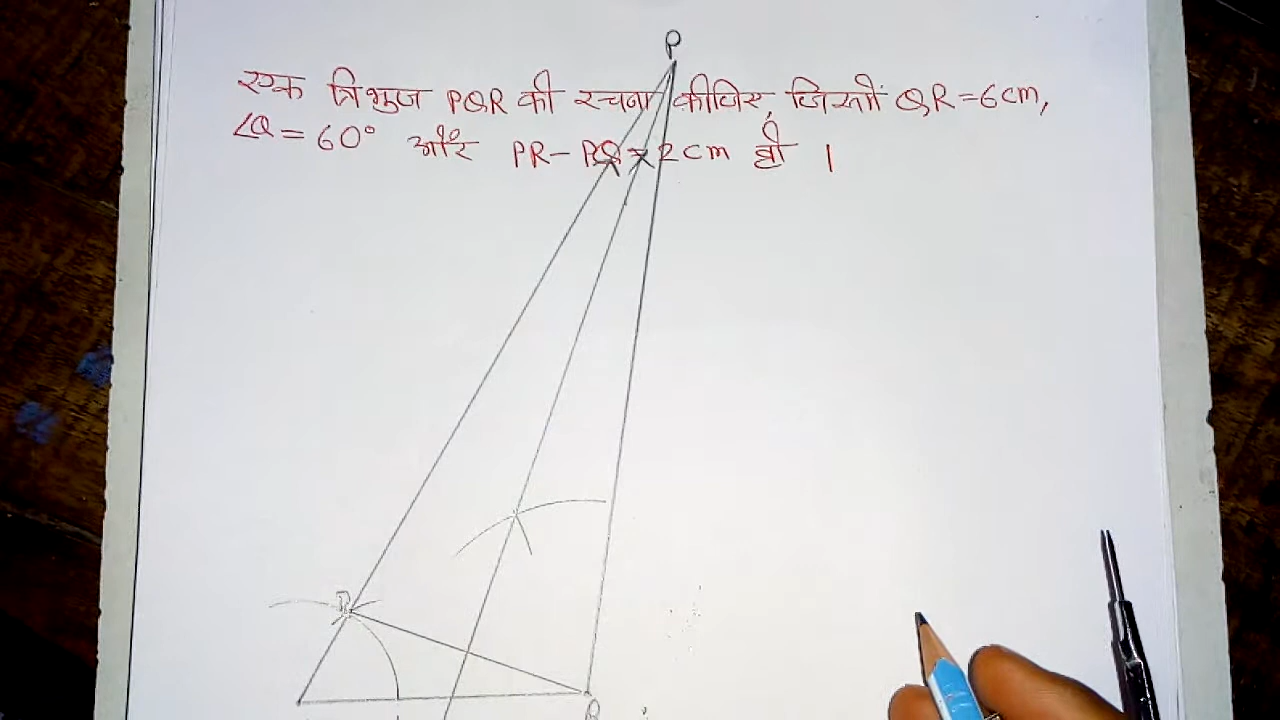 P
एक त्रिभुज PQR की रचना कीजिए, जिसमें QR=6cm,
∠Q = 60° और PR- PQ = 2cm हो ।
D
R